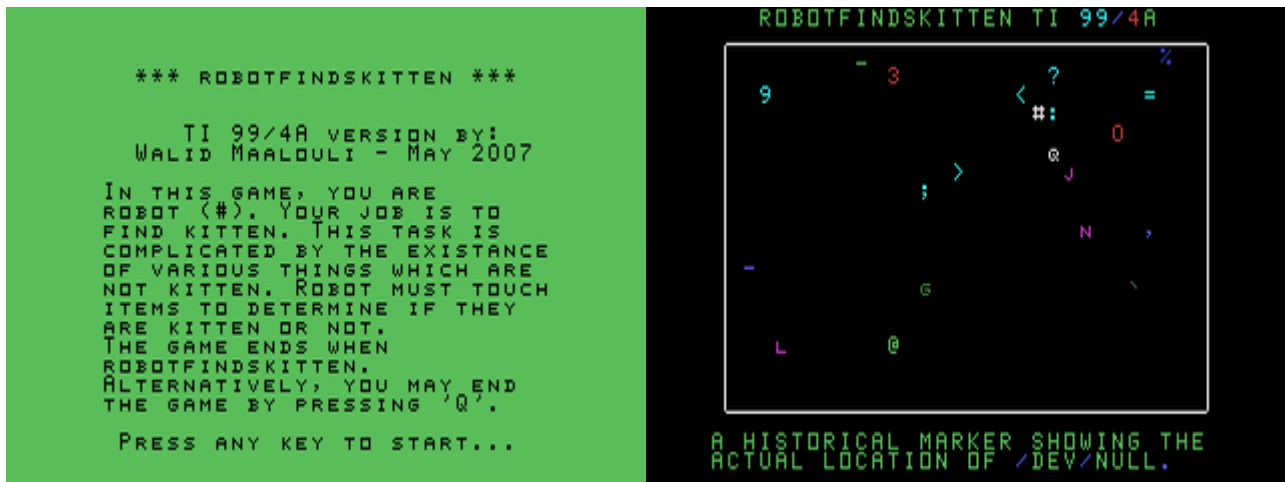 *** ROBOTFINDSKITTEN ***
TI 99/4A VERSION BY:
WALID MAALOULI - MAY 2007
IN THIS GAME, YOU ARE
ROBOT (#). YOUR JOB IS TO
FIND KITTEN. THIS TASK IS
COMPLICATED BY THE EXISTANCE
OF VARIOUS THINGS WHICH ARE
NOT KITTEN. ROBOT MUST TOUCH
ITEMS TO DETERMINE IF THEY
ARE KITTEN OR NOT.
THE GAME ENDS WHEN
ROBOTFINDSKITTEN.
ALTERNATIVELY, YOU MAY END
THE GAME BY PRESSING 'Q'.
PRESS ANY KEY TO START...
ROBOTFINDSKITTEN TI 99/4A
- %
3 ?
9 < =
#:
O
Q
> J
;
N ,
-
G `
L @
A HISTORICAL MARKER SHOWING THE
ACTUAL LOCATION OF /DEV/NULL.